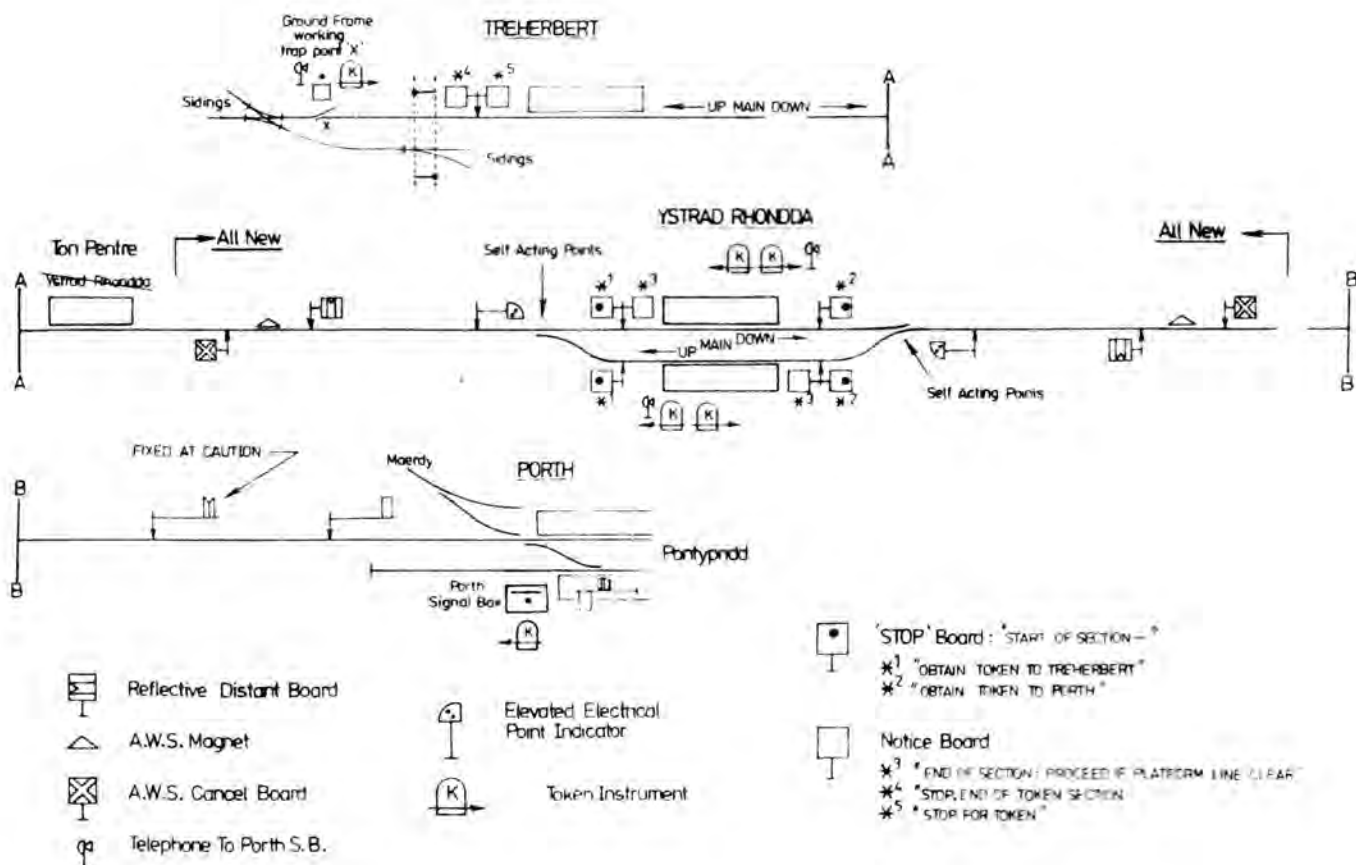 Ground Frame
working
trap point 'X'
TREHERBERT
K
*4
*5
A
Sidings
X
UP MAIN DOWN
Sidings
A
YSTRAD RHONDDA
Ton Pentre
All New
Self Acting Points
All New
Ystrad Rhondda
K K
A
*1
*3
*2
B
UP MAIN DOWN
A
*1
*3
*2
Self Acting Points
B
K K
FIXED AT CAUTION
Maerdy
PORTH
B
Pontypridd
B
Porth
Signal Box
K
'STOP' Board : "START OF SECTION – "
*1 "OBTAIN TOKEN TO TREHERBERT"
*2 "OBTAIN TOKEN TO PORTH"
Reflective Distant Board
Elevated Electrical
Point Indicator
A.W.S. Magnet
Notice Board
*3 "END OF SECTION : PROCEED IF PLATFORM LINE CLEAR"
A.W.S. Cancel Board
K
Token Instrument
*4 "STOP, END OF TOKEN SECTION
*5 "STOP FOR TOKEN"
Telephone To Porth S.B.